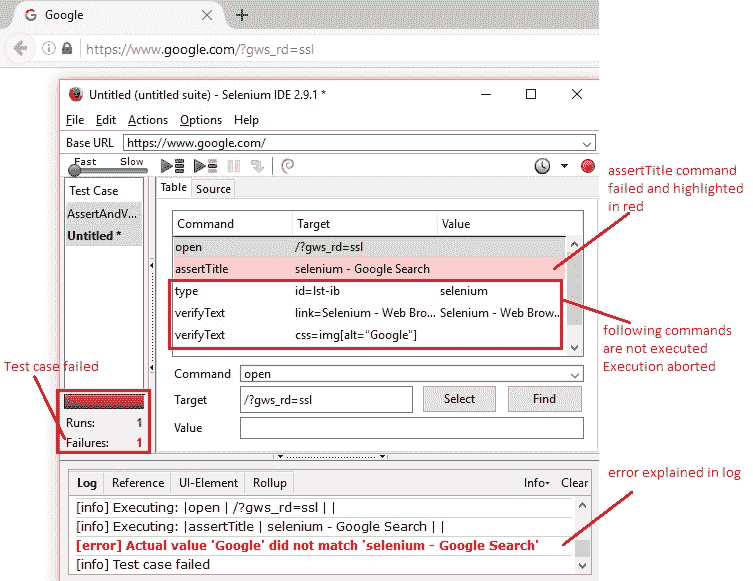 Google
https://www.google.com/?gws_rd=ssl
Untitled (untitled suite) - Selenium IDE 2.9.1 *
File Edit Actions Options Help
Base URL https://www.google.com/
Fast Slow
Test Case
AssertAndV...
Untitled *
Table Source
Command Target Value
open /?gws_rd=ssl
assertTitle selenium - Google Search
type id=lst-ib selenium
verifyText link=Selenium - Web Bro... Selenium - Web Brow...
verifyText css=img[alt="Google"]
Command open
Target /?gws_rd=ssl Select Find
Value
Runs: 1
Failures: 1
Log Reference UI-Element Rollup Info Clear
[info] Executing: |open | /?gws_rd=ssl | |
[info] Executing: |assertTitle | selenium - Google Search | |
[error] Actual value 'Google' did not match 'selenium - Google Search'
[info] Test case failed
assertTitle command
failed and highlighted
in red
following commands
are not executed
Execution aborted
Test case failed
error explained in log